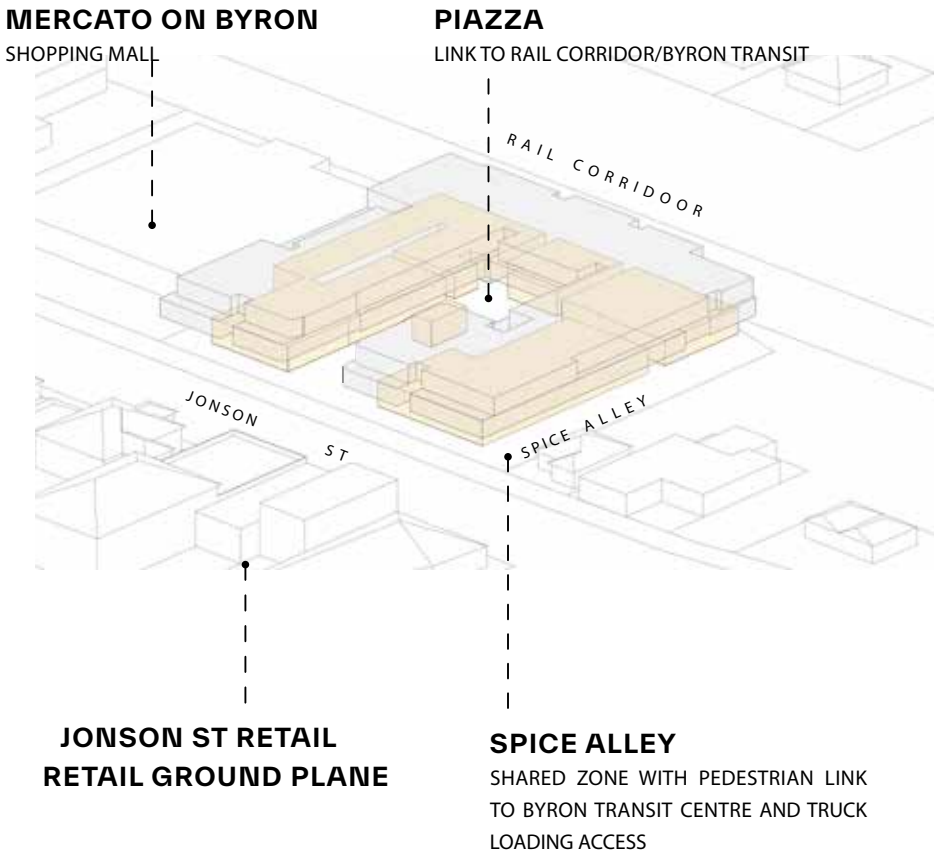 MERCATO ON BYRON
SHOPPING MALL
PIAZZA
LINK TO RAIL CORRIDOR/BYRON TRANSIT
RAIL CORRIDOOR
JONSON ST
SPICE ALLEY
JONSON ST RETAIL
RETAIL GROUND PLANE
SPICE ALLEY
SHARED ZONE WITH PEDESTRIAN LINK
TO BYRON TRANSIT CENTRE AND TRUCK
LOADING ACCESS